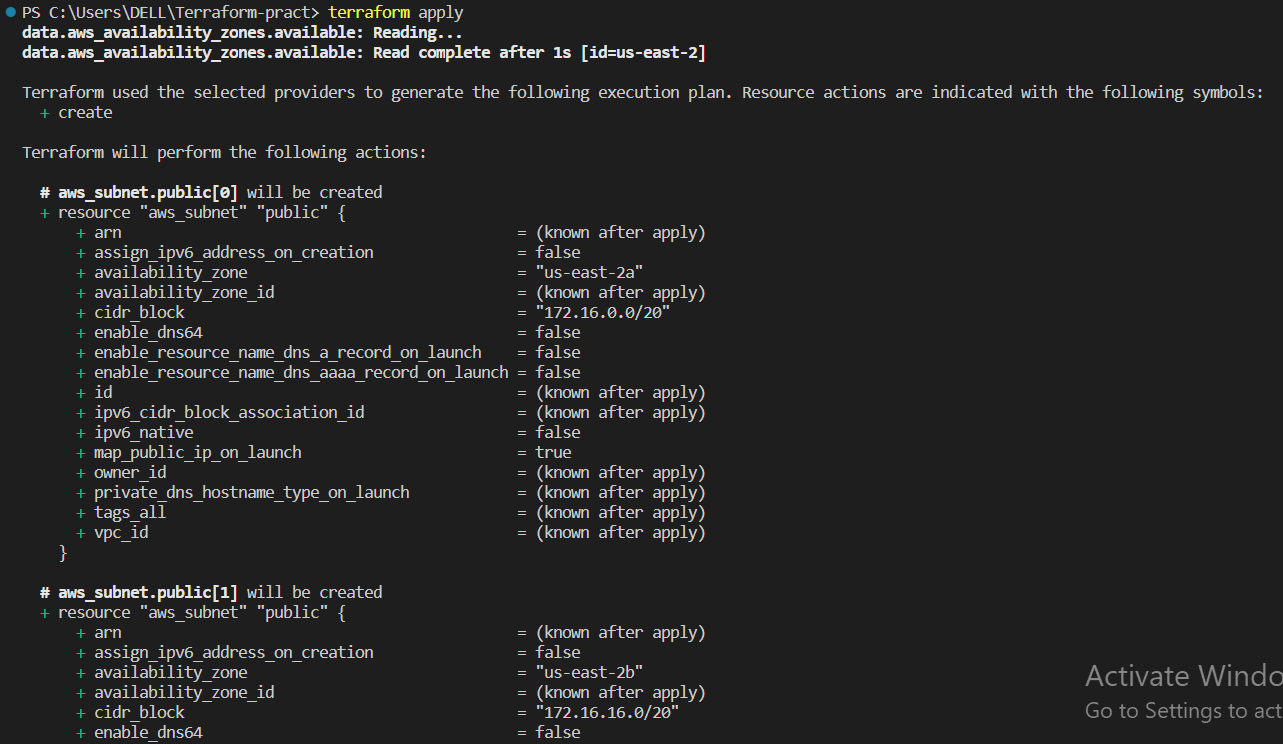 PS C:\Users\DELL\Terraform-pract> terraform apply
data.aws_availability_zones.available: Reading...
data.aws_availability_zones.available: Read complete after 1s [id=us-east-2]
Terraform used the selected providers to generate the following execution plan. Resource actions are indicated with the following symbols:
+ create
Terraform will perform the following actions:
# aws_subnet.public[0] will be created
+ resource "aws_subnet" "public" {
+ arn = (known after apply)
+ assign_ipv6_address_on_creation = false
+ availability_zone = "us-east-2a"
+ availability_zone_id = (known after apply)
+ cidr_block = "172.16.0.0/20"
+ enable_dns64 = false
+ enable_resource_name_dns_a_record_on_launch = false
+ enable_resource_name_dns_aaaa_record_on_launch = false
+ id = (known after apply)
+ ipv6_cidr_block_association_id = (known after apply)
+ ipv6_native = false
+ map_public_ip_on_launch = true
+ owner_id = (known after apply)
+ private_dns_hostname_type_on_launch = (known after apply)
+ tags_all = (known after apply)
+ vpc_id = (known after apply)
}
# aws_subnet.public[1] will be created
+ resource "aws_subnet" "public" {
+ arn = (known after apply)
+ assign_ipv6_address_on_creation = false
+ availability_zone = "us-east-2b"
+ availability_zone_id = (known after apply)
+ cidr_block = "172.16.16.0/20"
+ enable_dns64 = false
Activate Windo
Go to Settings to act